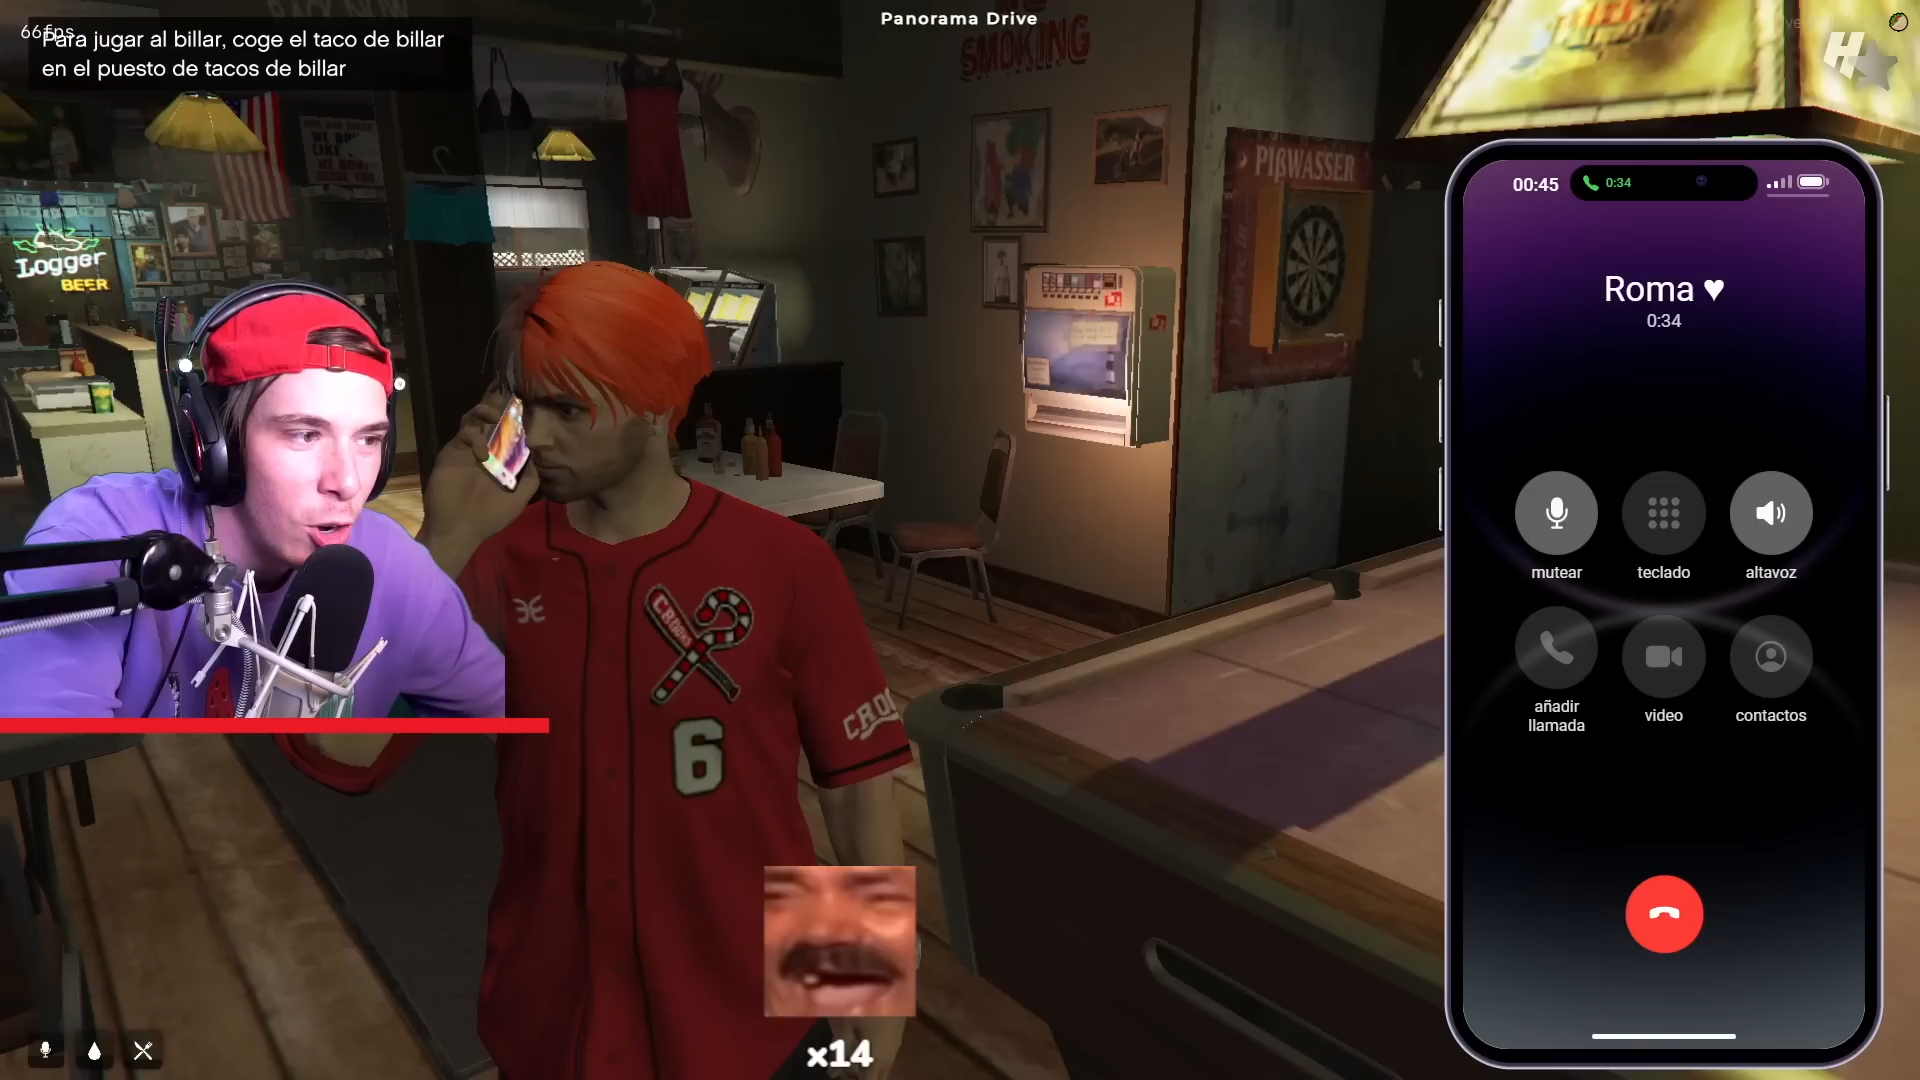 Panorama Drive
66fps
Para jugar al billar, coge el taco de billar
en el puesto de tacos de billar
SMOKING
PIßWASSER
Logger
BEER
00:45
0:34
Roma ♥
0:34
mutear
teclado
altavoz
añadir
llamada
video
contactos
CROOKS
6
x14